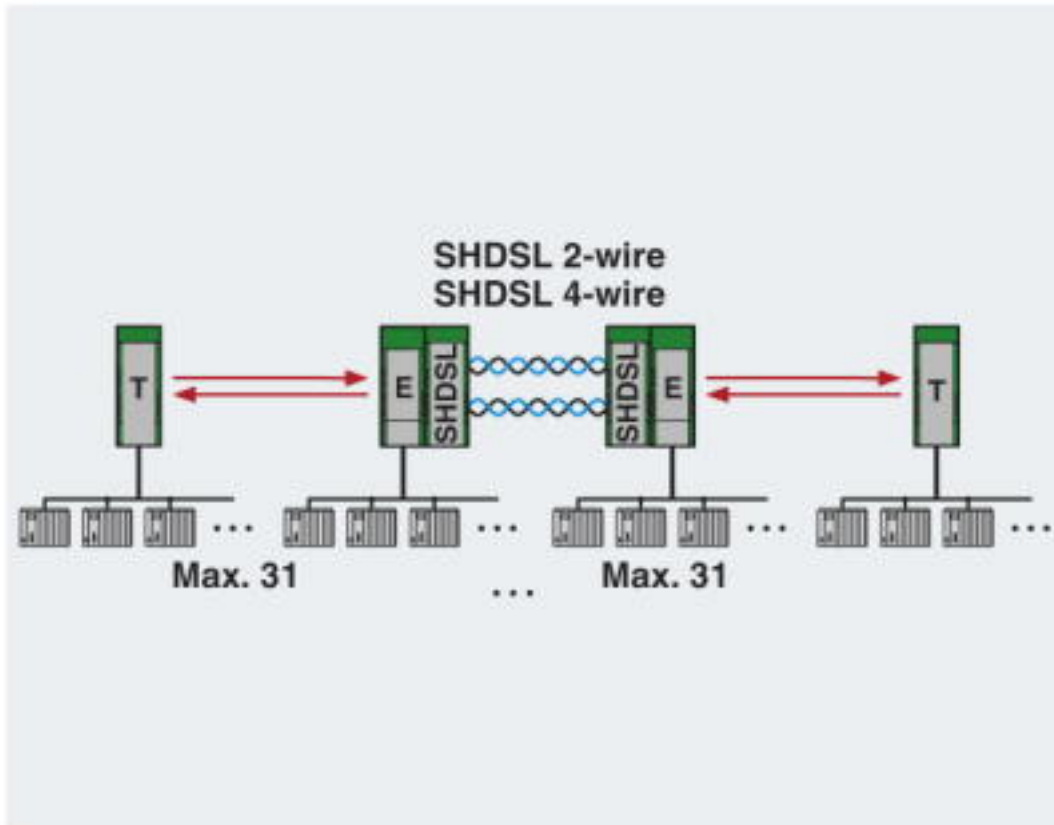 SHDSL 2-wire
SHDSL 4-wire
T
E
SHDSL
SHDSL
E
T
...
...
...
...
Max. 31
...
Max. 31